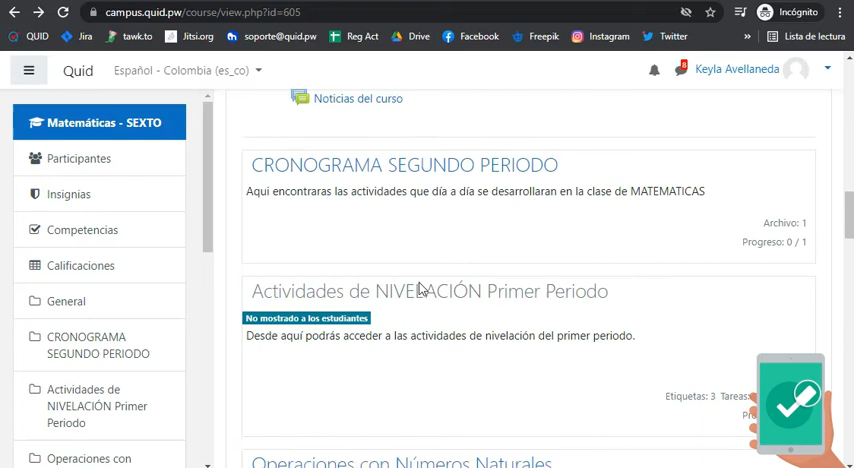 campus.quid.pw/course/view.php?id=605
Incógnito
QUID
Jira
tawk.to
Jitsi.org
soporte@quid.pw
Reg Act
Drive
Facebook
Freepik
Instagram
Twitter
»
Lista de lectura
Quid
Español - Colombia (es_co)
8
Keyla Avellaneda
Matemáticas - SEXTO
Participantes
Insignias
Competencias
Calificaciones
General
CRONOGRAMA
SEGUNDO PERIODO
Actividades de
NIVELACIÓN Primer
Periodo
Operaciones con
Noticias del curso
CRONOGRAMA SEGUNDO PERIODO
Aqui encontraras las actividades que día a día se desarrollaran en la clase de MATEMATICAS
Archivo: 1
Progreso: 0 / 1
Actividades de NIVELACIÓN Primer Periodo
No mostrado a los estudiantes
Desde aquí podrás acceder a las actividades de nivelación del primer periodo.
Etiquetas: 3 Tareas:
Operaciones con Números Naturales